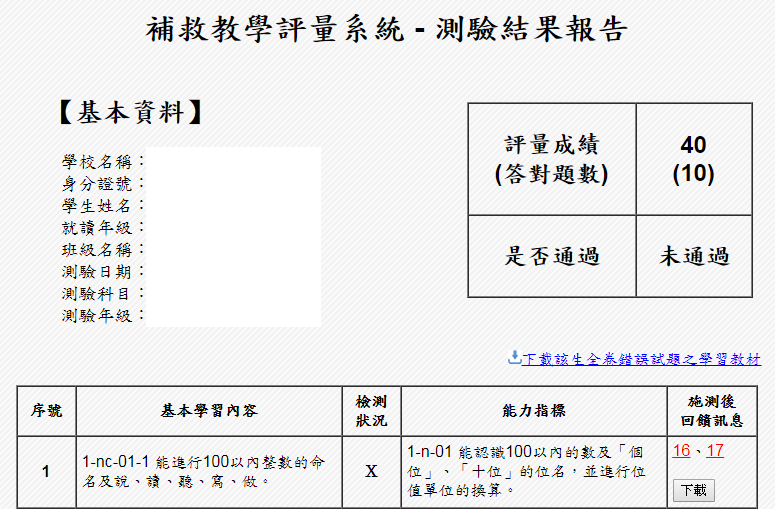 補救教學評量系統 - 測驗結果報告
【基本資料】
學校名稱：
身分證號：
學生姓名：
就讀年級：
班級名稱：
測驗日期：
測驗科目：
測驗年級：
評量成績
(答對題數)
40
(10)
是否通過
未通過
下載該生全卷錯誤試題之學習教材
序號
基本學習內容
檢測
狀況
能力指標
施測後
回饋訊息
1
1-nc-01-1 能進行100以內整數的命
名及說、讀、聽、寫、做。
X
1-n-01 能認識100以內的數及「個
位」、「十位」的位名，並進行位
值單位的換算。
16、17
下載